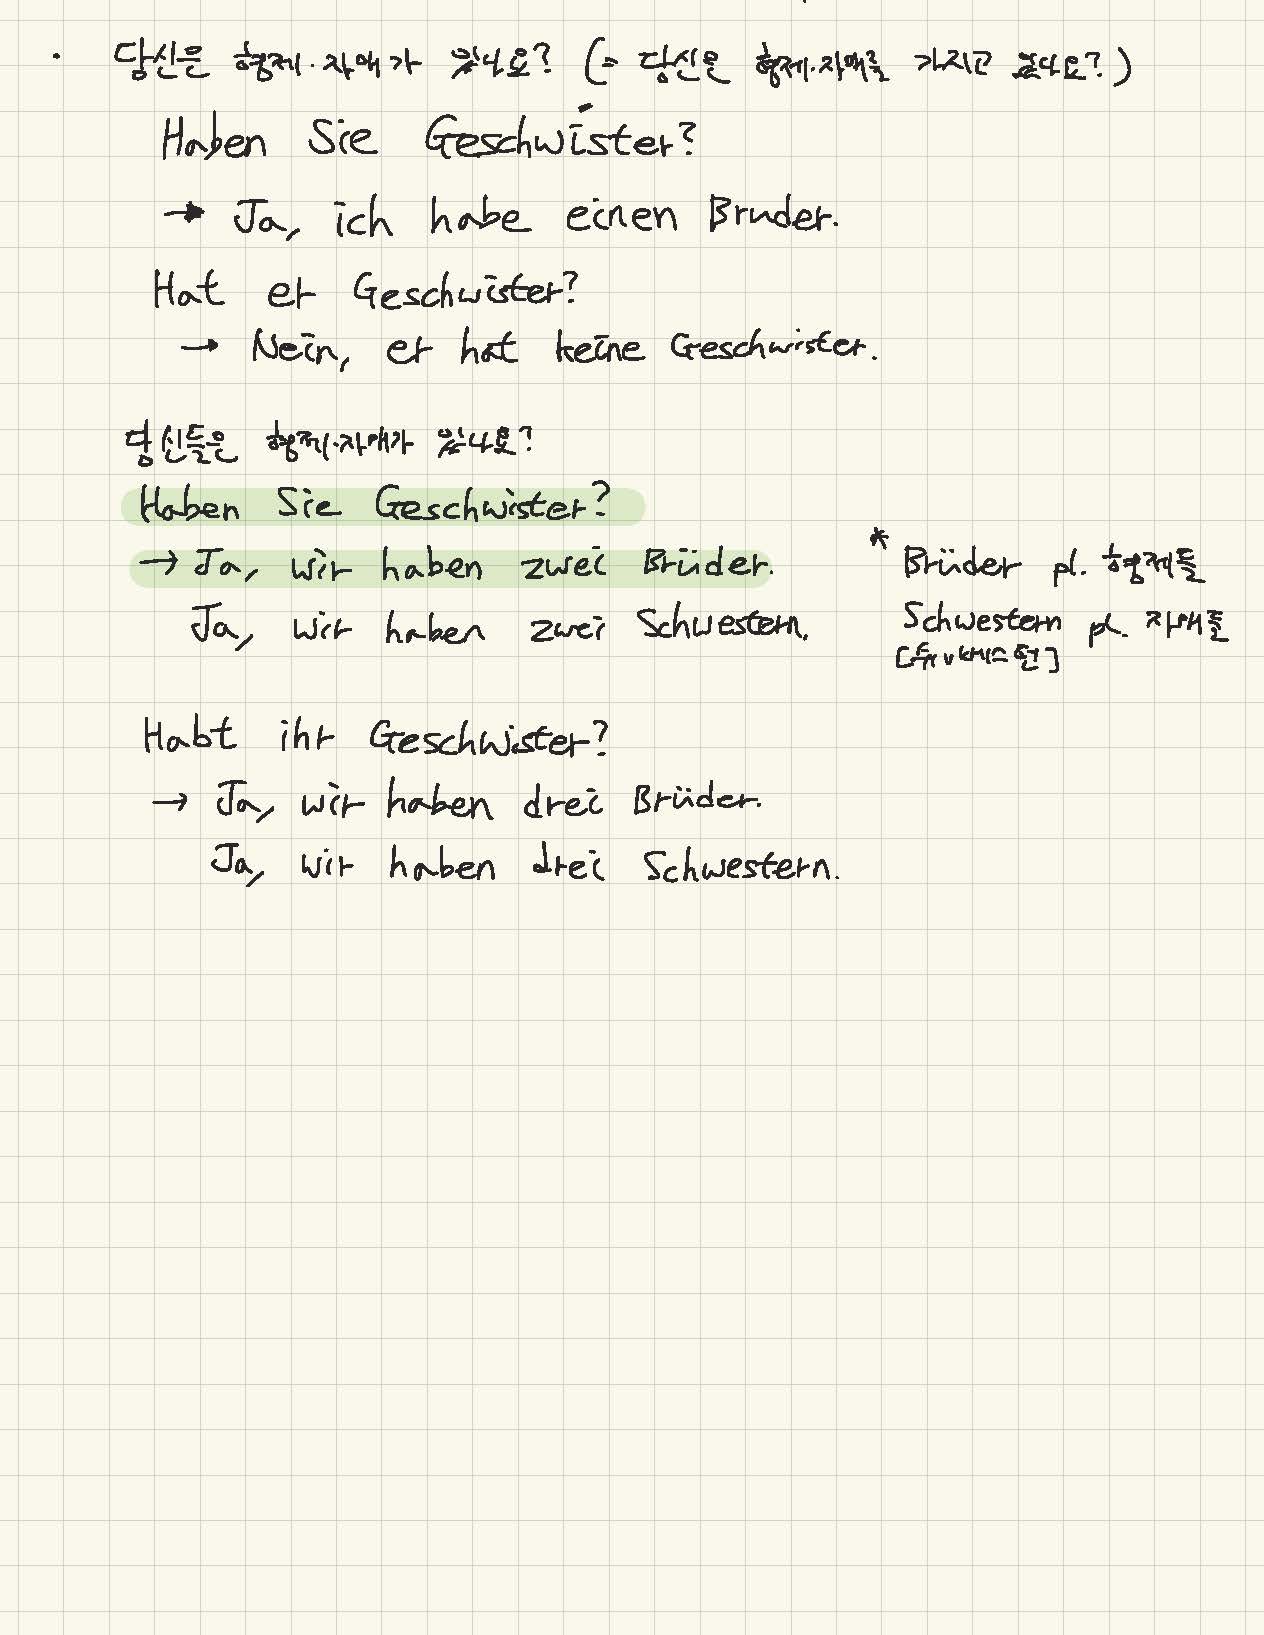 · 당신은 형제·자매가 있나요? (= 당신은 형제·자매를 가지고 있나요?)
Haben Sie Geschwister?
→ Ja, ich habe einen Bruder.
Hat er Geschwister?
→ Nein, er hat keine Geschwister.
당신들은 형제·자매가 있나요?
Haben Sie Geschwister?
→ Ja, wir haben zwei Brüder.
Ja, wir haben zwei Schwestern.
* Brüder pl. 형제들
Schwestern pl. 자매들
[슈v베스턴]
Habt ihr Geschwister?
→ Ja, wir haben drei Brüder.
Ja, wir haben drei Schwestern.